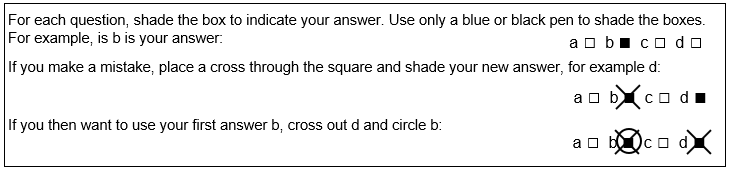 For each question, shade the box to indicate your answer. Use only a blue or black pen to shade the boxes.
For example, is b is your answer:
a □ b ■ c □ d □
If you make a mistake, place a cross through the square and shade your new answer, for example d:
a □ b ■ c □ d ■
If you then want to use your first answer b, cross out d and circle b:
a □ b ■ c □ d ■